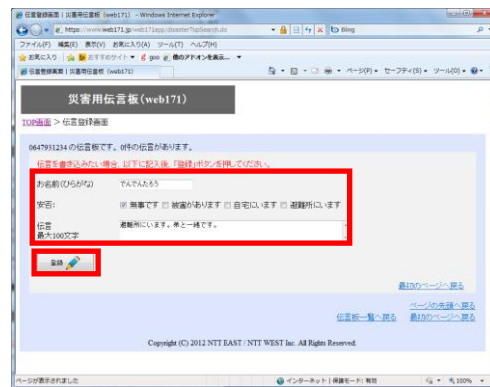 伝言登録画面 | 災害用伝言板 (web171) - Windows Internet Explorer
https://www.web171.jp/web171app/disasterTopSearch.do
Bing
ファイル(F) 編集(E) 表示(V) お気に入り(A) ツール(T) ヘルプ(H)
お気に入り おすすめサイト goo 他のアドオンを表示...
伝言登録画面 | 災害用伝言板 (web171)
ページ(P) セーフティ(S) ツール(O)
災害用伝言板(web171)
TOP画面 > 伝言登録画面
0647931234 の伝言板です。0件の伝言があります。
伝言を書き込みたい場合、以下に記入後、「登録」ボタンを押してください。
お名前(ひらがな) でんでんたろう
安否: 無事です 被害があります 自宅にいます 避難所にいます
伝言 避難所にいます。弟と一緒です。
最大100文字
登録
最初のページへ戻る
ページの先頭へ戻る
伝言板一覧へ戻る 最初のページへ戻る
Copyright (C) 2012 NTT EAST / NTT WEST Inc. All Rights Reserved.
ページが表示されました インターネット | 保護モード: 有効 100%